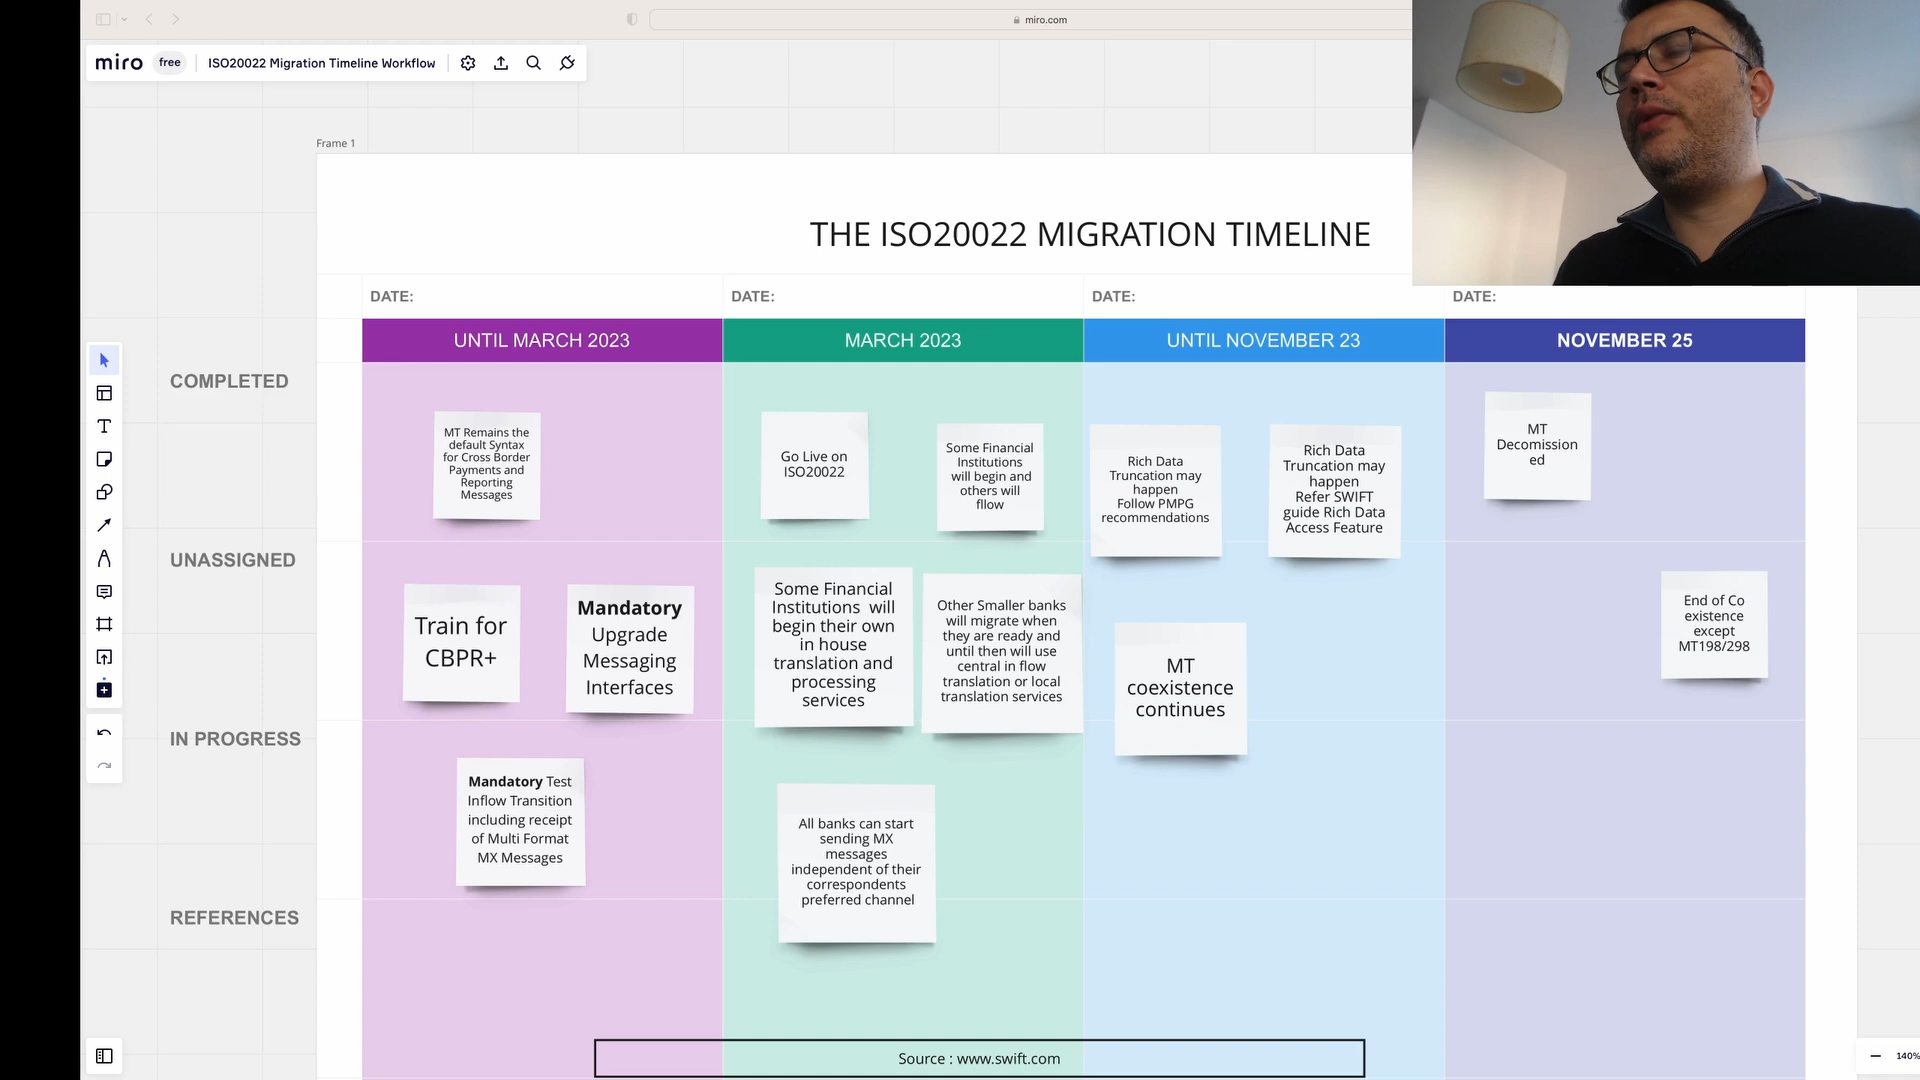 miro.com
miro free ISO20022 Migration Timeline Workflow
Frame 1
THE ISO20022 MIGRATION TIMELINE
DATE: DATE: DATE: DATE:
UNTIL MARCH 2023 MARCH 2023 UNTIL NOVEMBER 23 NOVEMBER 25
COMPLETED
MT Remains the
default Syntax
for Cross Border
Payments and
Reporting
Messages
Go Live on
ISO20022
Some Financial
Institutions
will begin and
others will
fllow
Rich Data
Truncation may
happen
Follow PMPG
recommendations
Rich Data
Truncation may
happen
Refer SWIFT
guide Rich Data
Access Feature
MT
Decomission
ed
UNASSIGNED
Train for
CBPR+
Mandatory
Upgrade
Messaging
Interfaces
Some Financial
Institutions will
begin their own
in house
translation and
processing
services
Other Smaller banks
will migrate when
they are ready and
until then will use
central in flow
translation or local
translation services
MT
coexistence
continues
End of Co
existence
except
MT198/298
IN PROGRESS
Mandatory Test
Inflow Transition
including receipt
of Multi Format
MX Messages
All banks can start
sending MX
messages
independent of their
correspondents
preferred channel
REFERENCES
Source : www.swift.com
140%